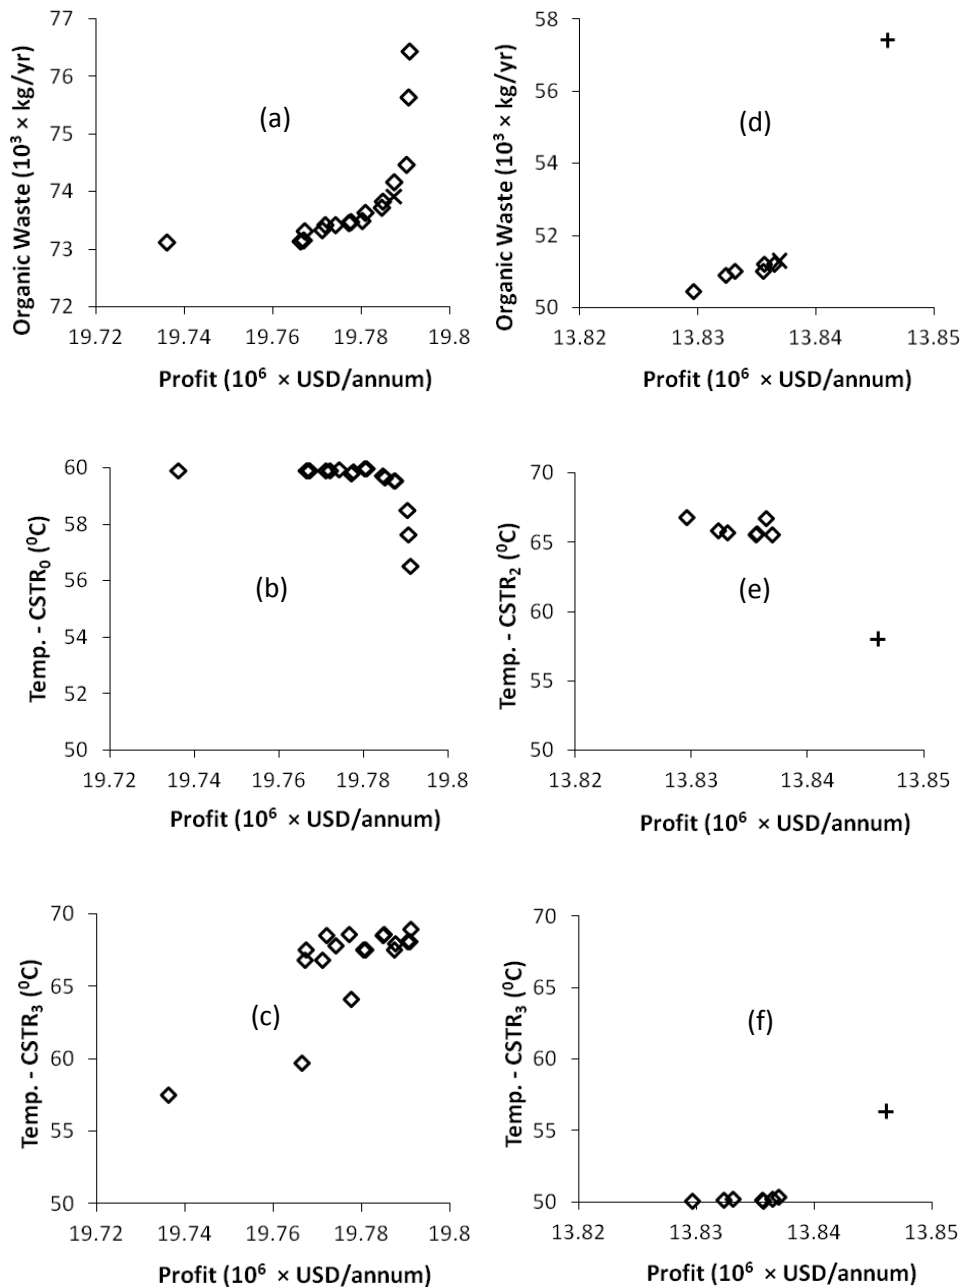 Organic Waste (10³ × kg/yr)
77
76
75
74
73
72
(a)
19.72 19.74 19.76 19.78 19.8
Profit (10⁶ × USD/annum)
Organic Waste (10³ × kg/yr)
58
56
54
52
50
(d)
13.82 13.83 13.84 13.85
Profit (10⁶ × USD/annum)
Temp. - CSTR₀ (⁰C)
60
58
56
54
52
50
(b)
19.72 19.74 19.76 19.78 19.8
Profit (10⁶ × USD/annum)
Temp. - CSTR₂ (⁰C)
70
65
60
55
50
(e)
13.82 13.83 13.84 13.85
Profit (10⁶ × USD/annum)
Temp. - CSTR₃ (⁰C)
70
65
60
55
50
(c)
19.72 19.74 19.76 19.78 19.8
Profit (10⁶ × USD/annum)
Temp. - CSTR₃ (⁰C)
70
65
60
55
50
(f)
13.82 13.83 13.84 13.85
Profit (10⁶ × USD/annum)